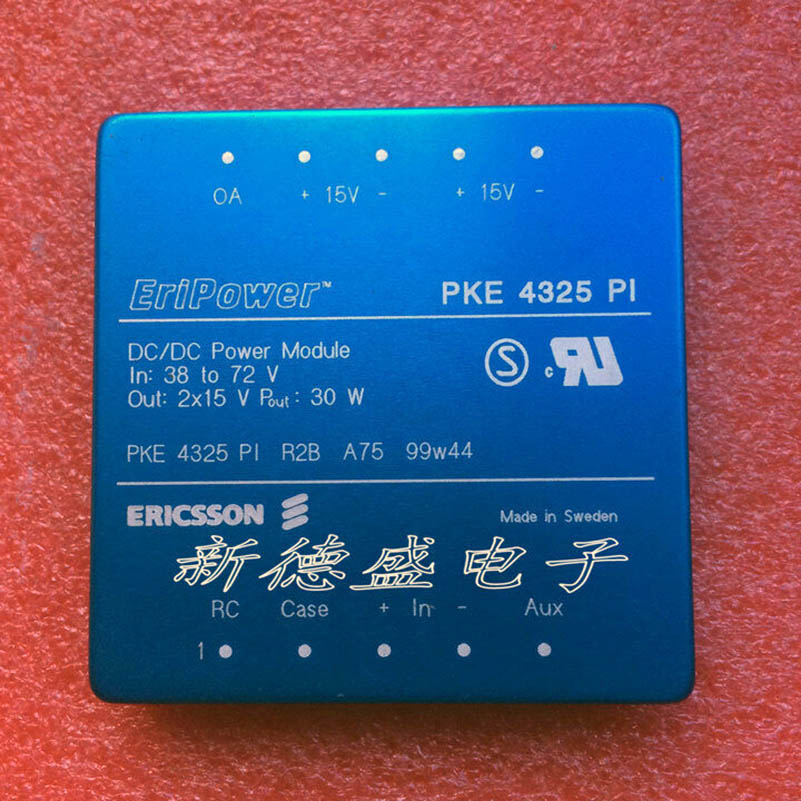 OA + 15V - + 15V -
EriPower™ PKE 4325 PI
DC/DC Power Module
In: 38 to 72 V
Out: 2x15 V Pout: 30 W
S c RU
PKE 4325 PI R2B A75 99w44
ERICSSON Made in Sweden
新德盛电子
RC Case + In - Aux
1